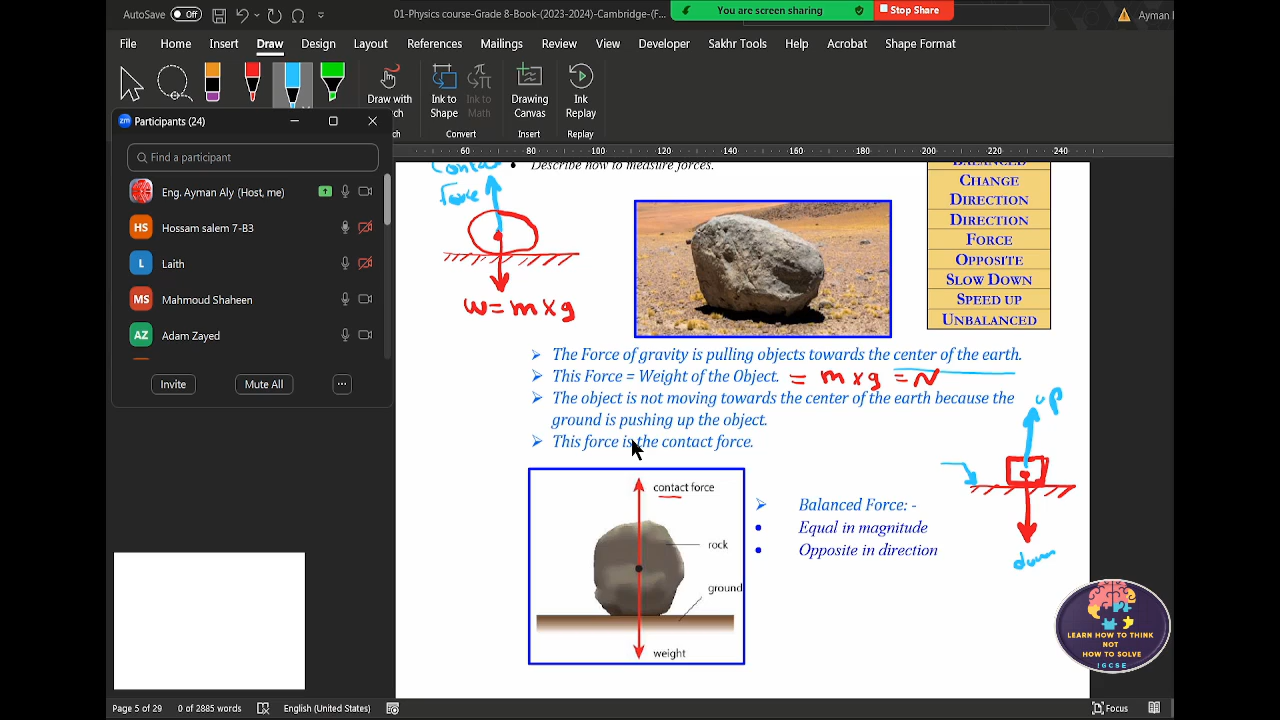 AutoSave Off
01-Physics course-Grade 8-Book-(2023-2024)-Cambridge-(F...
You are screen sharing
Stop Share
Ayman
File Home Insert Draw Design Layout References Mailings Review View Developer Sakhr Tools Help Acrobat Shape Format
Draw with
Ink to Shape
Ink to Math
Drawing Canvas
Ink Replay
Convert
Insert
Replay
Participants (24)
Find a participant
Eng. Ayman Aly (Host, me)
HS Hossam salem 7-B3
L Laith
MS Mahmoud Shaheen
AZ Adam Zayed
Invite
Mute All
...
60 80 100 120 140 160 180 200 220 240
Describe how to measure forces.
Force
W = m x g
BALANCED
CHANGE
DIRECTION
DIRECTION
FORCE
OPPOSITE
SLOW DOWN
SPEED UP
UNBALANCED
The Force of gravity is pulling objects towards the center of the earth.
This Force = Weight of the Object. = m x g = N
The object is not moving towards the center of the earth because the
ground is pushing up the object.
This force is the contact force.
up
down
contact force
rock
ground
weight
Balanced Force: -
Equal in magnitude
Opposite in direction
LEARN HOW TO THINK
NOT
HOW TO SOLVE
IGCSE
Page 5 of 29
0 of 2885 words
English (United States)
Focus